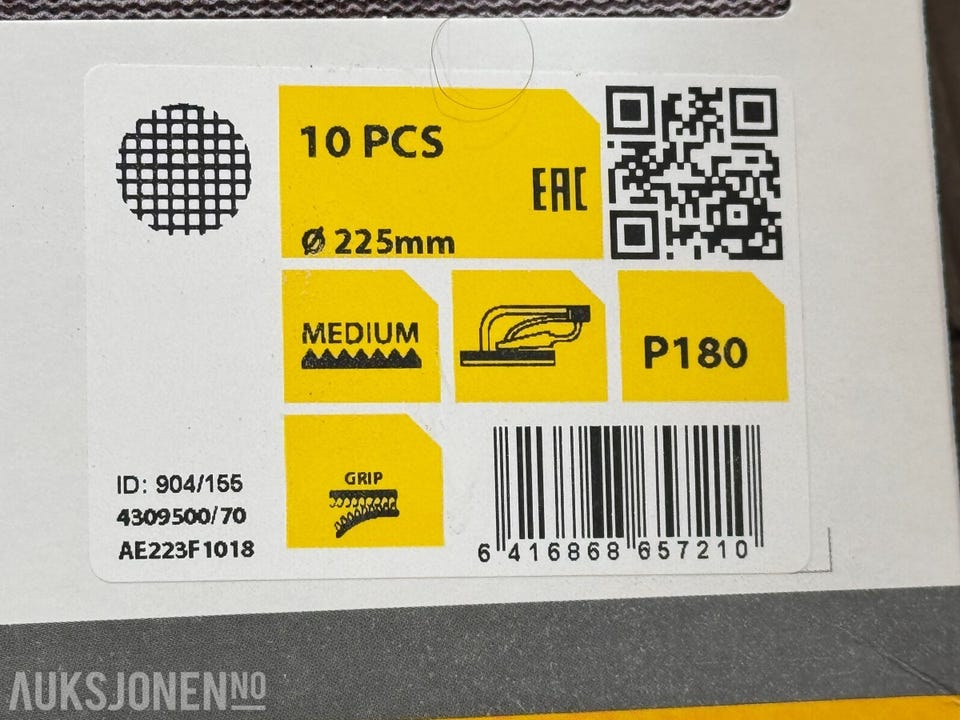 10 PCS
EAC
Ø 225mm
MEDIUM
P180
GRIP
ID: 904/155
4309500/70
AE223F1018
6 416868 657210
AUKSJONEN NO